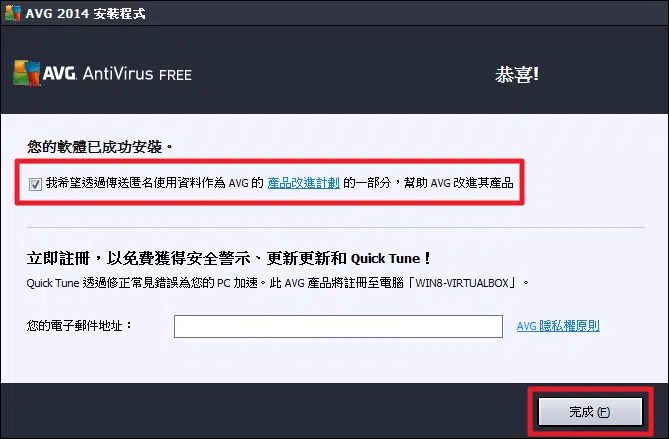 AVG 2014 安裝程式
AVG. AntiVirus FREE
恭喜!
您的軟體已成功安裝。
我希望透過傳送匿名使用資料作為 AVG 的 產品改進計劃 的一部分，幫助 AVG 改進其產品
立即註冊，以免費獲得安全警示、更新更新和 Quick Tune！
Quick Tune 透過修正常見錯誤為您的 PC 加速。此 AVG 產品將註冊至電腦「WIN8-VIRTUALBOX」。
您的電子郵件地址：
AVG 隱私權原則
完成 (F)